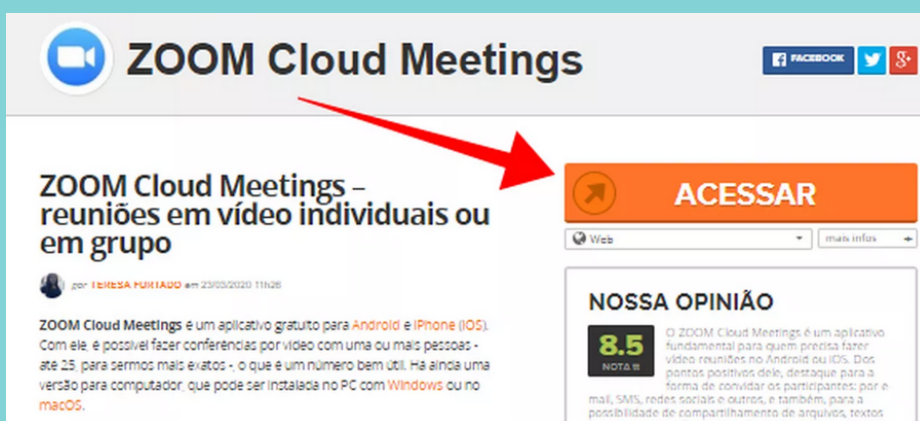 ZOOM Cloud Meetings
FACEBOOK
ZOOM Cloud Meetings –
reuniões em vídeo individuais ou
em grupo
por TERESA FURTADO em 23/03/2020 11h26
ZOOM Cloud Meetings é um aplicativo gratuito para Android e iPhone (iOS).
Com ele, é possível fazer conferências por vídeo com uma ou mais pessoas -
até 25, para sermos mais exatos -, o que é um número bem útil. Há ainda uma
versão para computador, que pode ser instalada no PC com Windows ou no
macOS.
ACESSAR
Web
mais infos
NOSSA OPINIÃO
8.5
NOTA TT
O ZOOM Cloud Meetings é um aplicativo
fundamental para quem precisa fazer
vídeo reuniões no Android ou iOS. Dos
pontos positivos dele, destaque para a
forma de convidar os participantes: por e-
mail, SMS, redes sociais e outros, e também, para a
possibilidade de compartilhamento de arquivos, textos